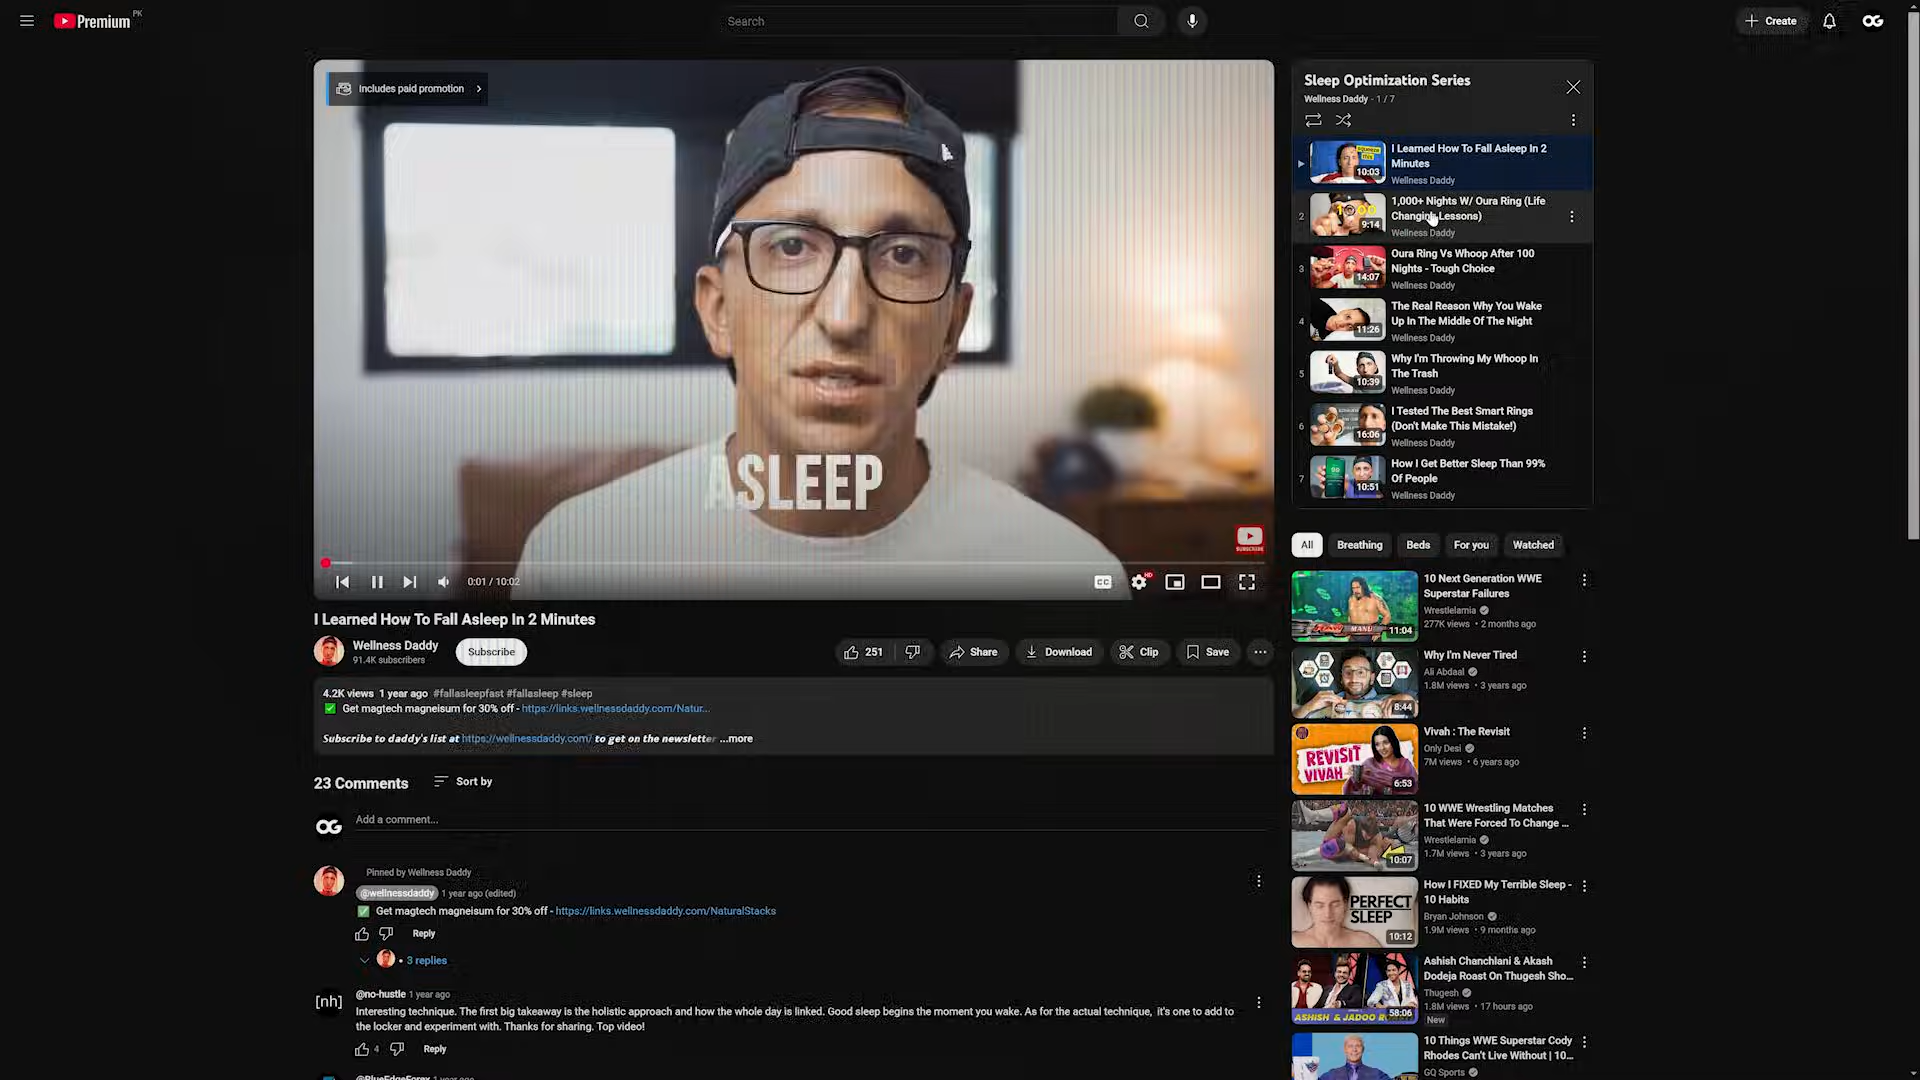 Premium
PK
Search
Create
OG
Includes paid promotion
ASLEEP
SUBSCRIBE
0:01 / 10:02
CC
HD
I Learned How To Fall Asleep In 2 Minutes
Wellness Daddy
91.4K subscribers
Subscribe
251
Share
Download
Clip
Save
4.2K views 1 year ago #fallasleepfast #fallasleep #sleep
✅ Get magtech magneisum for 30% off - https://links.wellnessdaddy.com/Natur...
Subscribe to daddy's list at https://wellnessdaddy.com/ to get on the newsletter ...more
23 Comments
Sort by
OG
Add a comment...
Pinned by Wellness Daddy
@wellnessdaddy 1 year ago (edited)
✅ Get magtech magneisum for 30% off - https://links.wellnessdaddy.com/NaturalStacks
Reply
• 3 replies
[nh]
@no-hustle 1 year ago
Interesting technique. The first big takeaway is the holistic approach and how the whole day is linked. Good sleep begins the moment you wake. As for the actual technique, it's one to add to
the locker and experiment with. Thanks for sharing. Top video!
4
Reply
@BlueEdgeForex 1 year ago
Sleep Optimization Series
Wellness Daddy - 1 / 7
10:03
I Learned How To Fall Asleep In 2
Minutes
Wellness Daddy
2
9:14
1,000+ Nights W/ Oura Ring (Life
Changing Lessons)
Wellness Daddy
3
14:07
Oura Ring Vs Whoop After 100
Nights - Tough Choice
Wellness Daddy
4
11:26
The Real Reason Why You Wake
Up In The Middle Of The Night
Wellness Daddy
5
10:39
Why I'm Throwing My Whoop In
The Trash
Wellness Daddy
6
16:06
I Tested The Best Smart Rings
(Don't Make This Mistake!)
Wellness Daddy
7
10:51
How I Get Better Sleep Than 99%
Of People
Wellness Daddy
All
Breathing
Beds
For you
Watched
MANU
11:04
10 Next Generation WWE
Superstar Failures
Wrestlelamia
277K views • 2 months ago
8:44
Why I'm Never Tired
Ali Abdaal
1.8M views • 3 years ago
REVISIT
VIVAH
6:53
Vivah : The Revisit
Only Desi
7M views • 6 years ago
10:07
10 WWE Wrestling Matches
That Were Forced To Change ...
Wrestlelamia
1.7M views • 3 years ago
PERFECT
SLEEP
10:12
How I FIXED My Terrible Sleep -
10 Habits
Bryan Johnson
1.9M views • 9 months ago
ASHISH & JADOO
58:06
Ashish Chanchlani & Akash
Dodeja Roast On Thugesh Sho...
Thugesh
1.8M views • 17 hours ago
New
10 Things WWE Superstar Cody
Rhodes Can't Live Without | 10...
GQ Sports